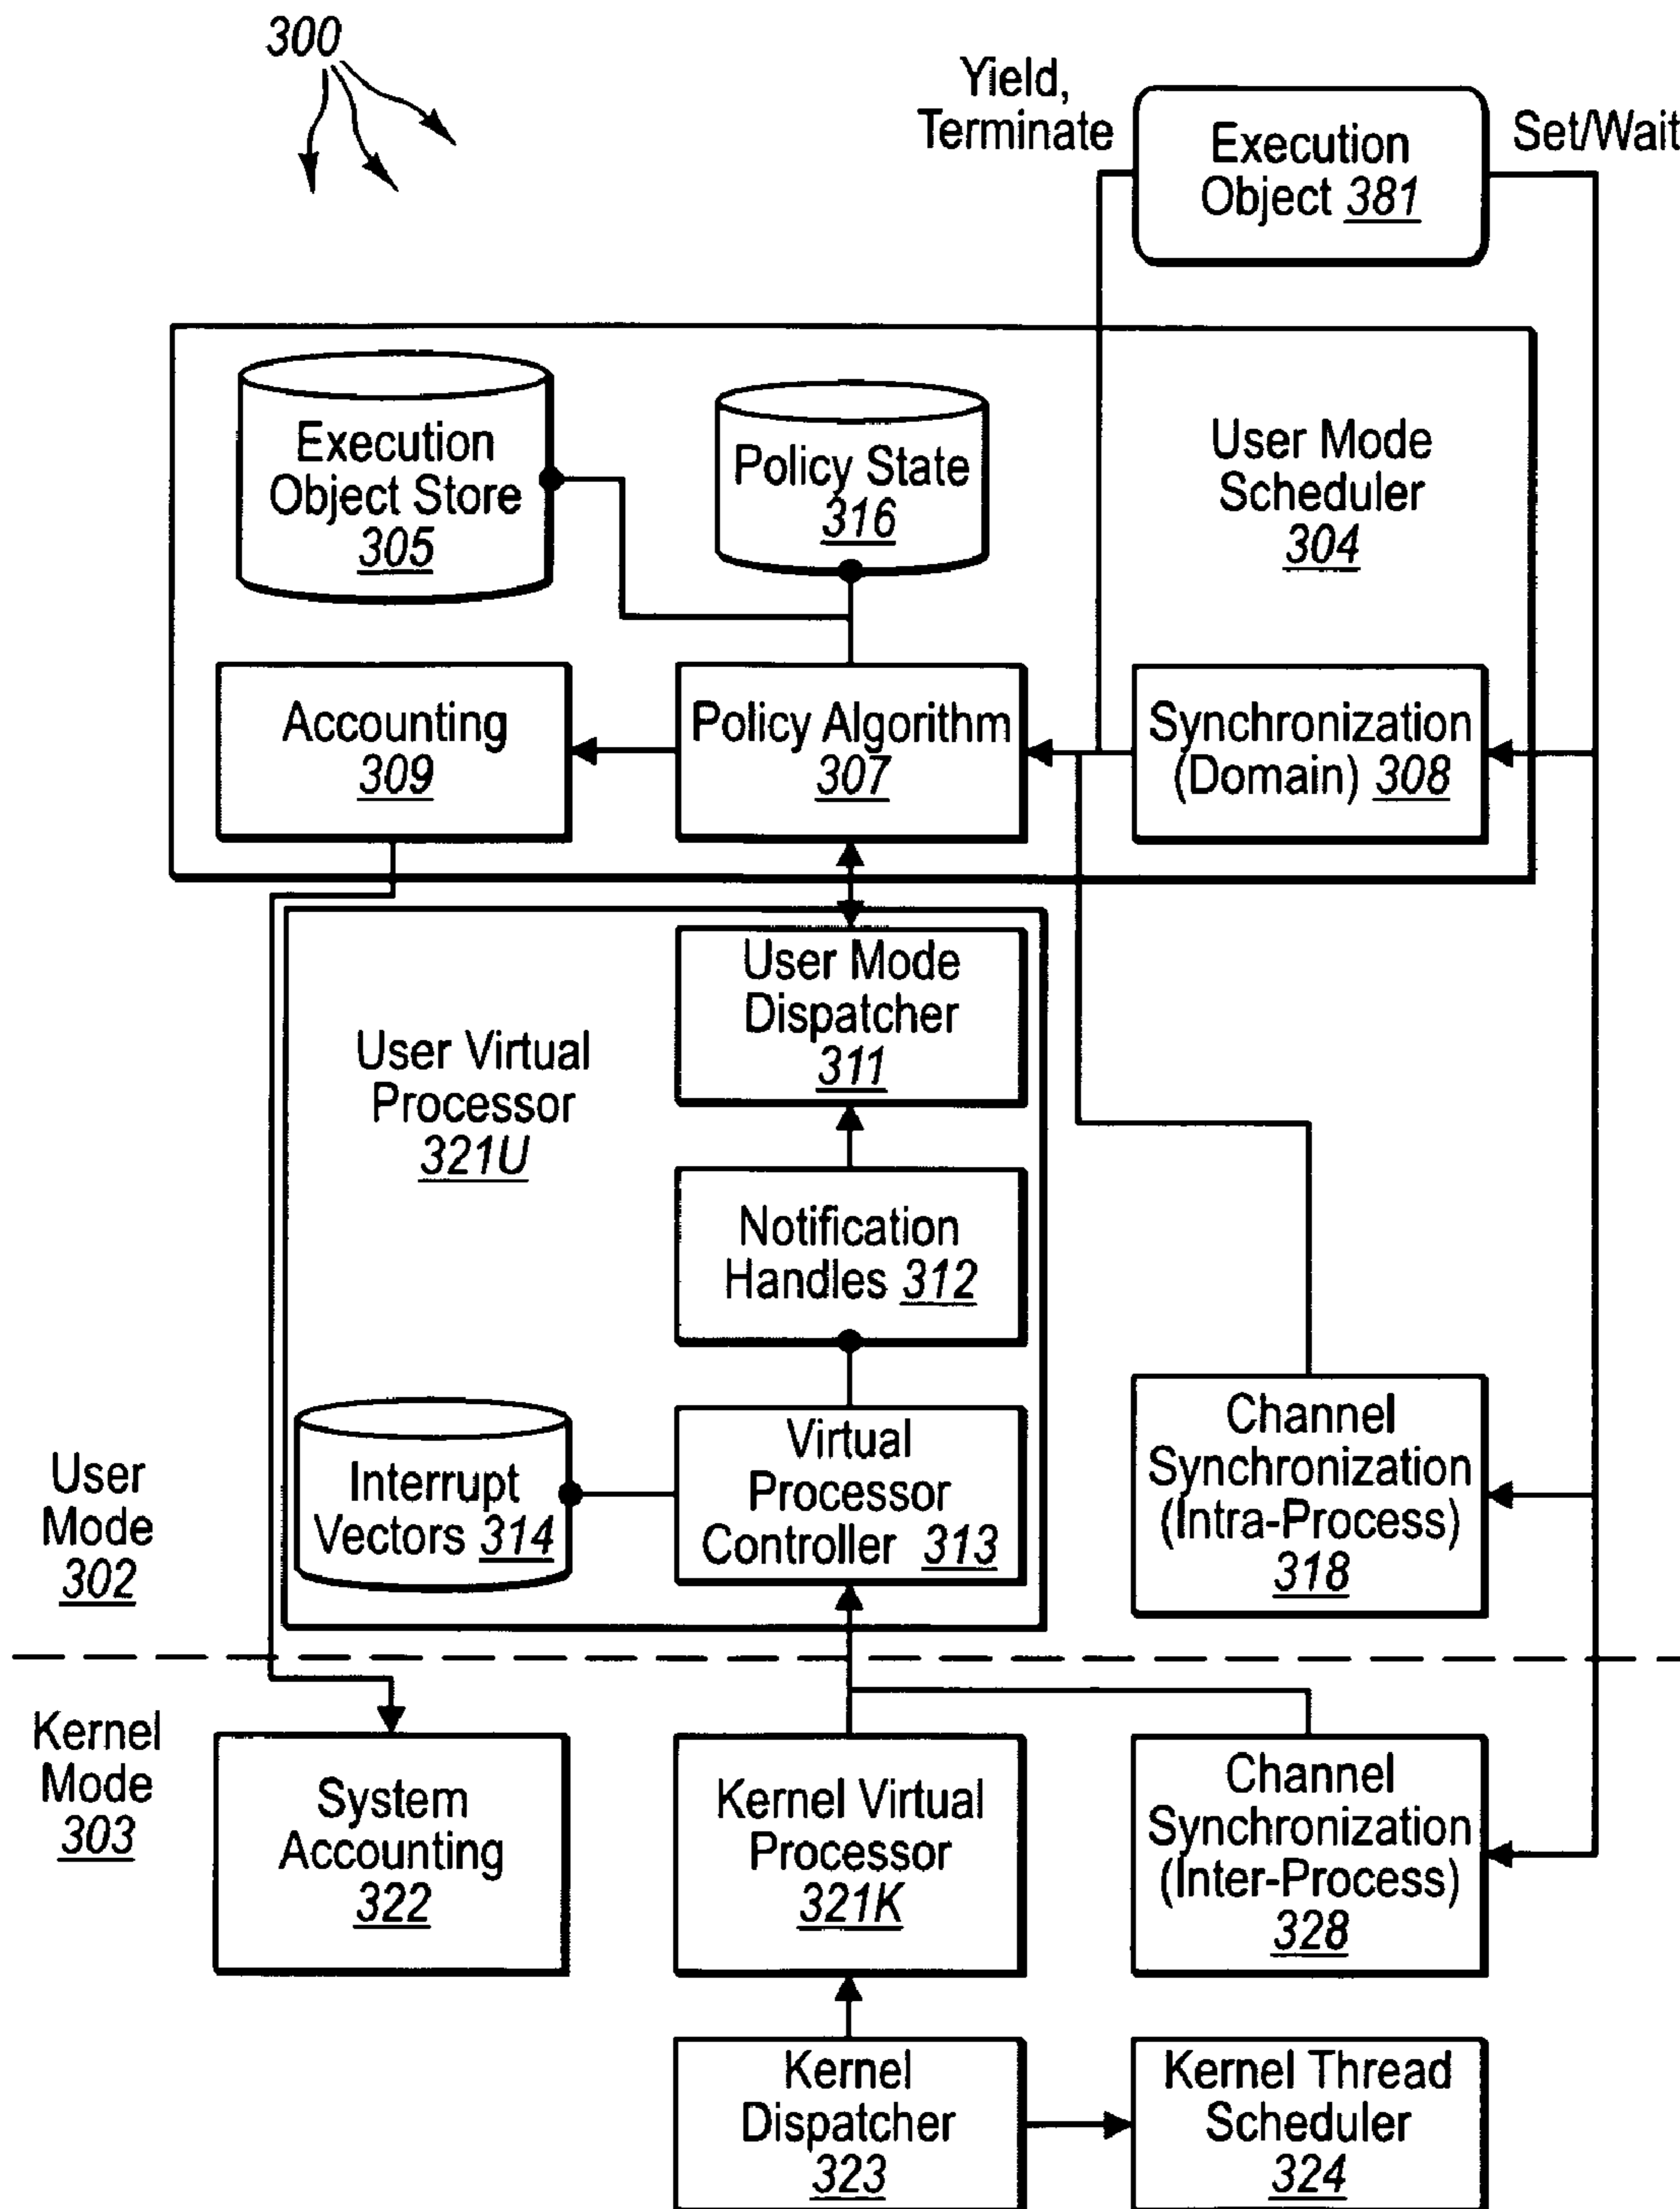 300
Yield,
Terminate
Execution
Object 381
Set/Wait
Execution
Object Store
305
Policy State
316
User Mode
Scheduler
304
Accounting
309
Policy Algorithm
307
Synchronization
(Domain) 308
User Mode
Dispatcher
311
User Virtual
Processor
321U
Notification
Handles 312
Interrupt
Vectors 314
Virtual
Processor
Controller 313
Channel
Synchronization
(Intra-Process)
318
User
Mode
302
Kernel
Mode
303
System
Accounting
322
Kernel Virtual
Processor
321K
Channel
Synchronization
(Inter-Process)
328
Kernel
Dispatcher
323
Kernel Thread
Scheduler
324